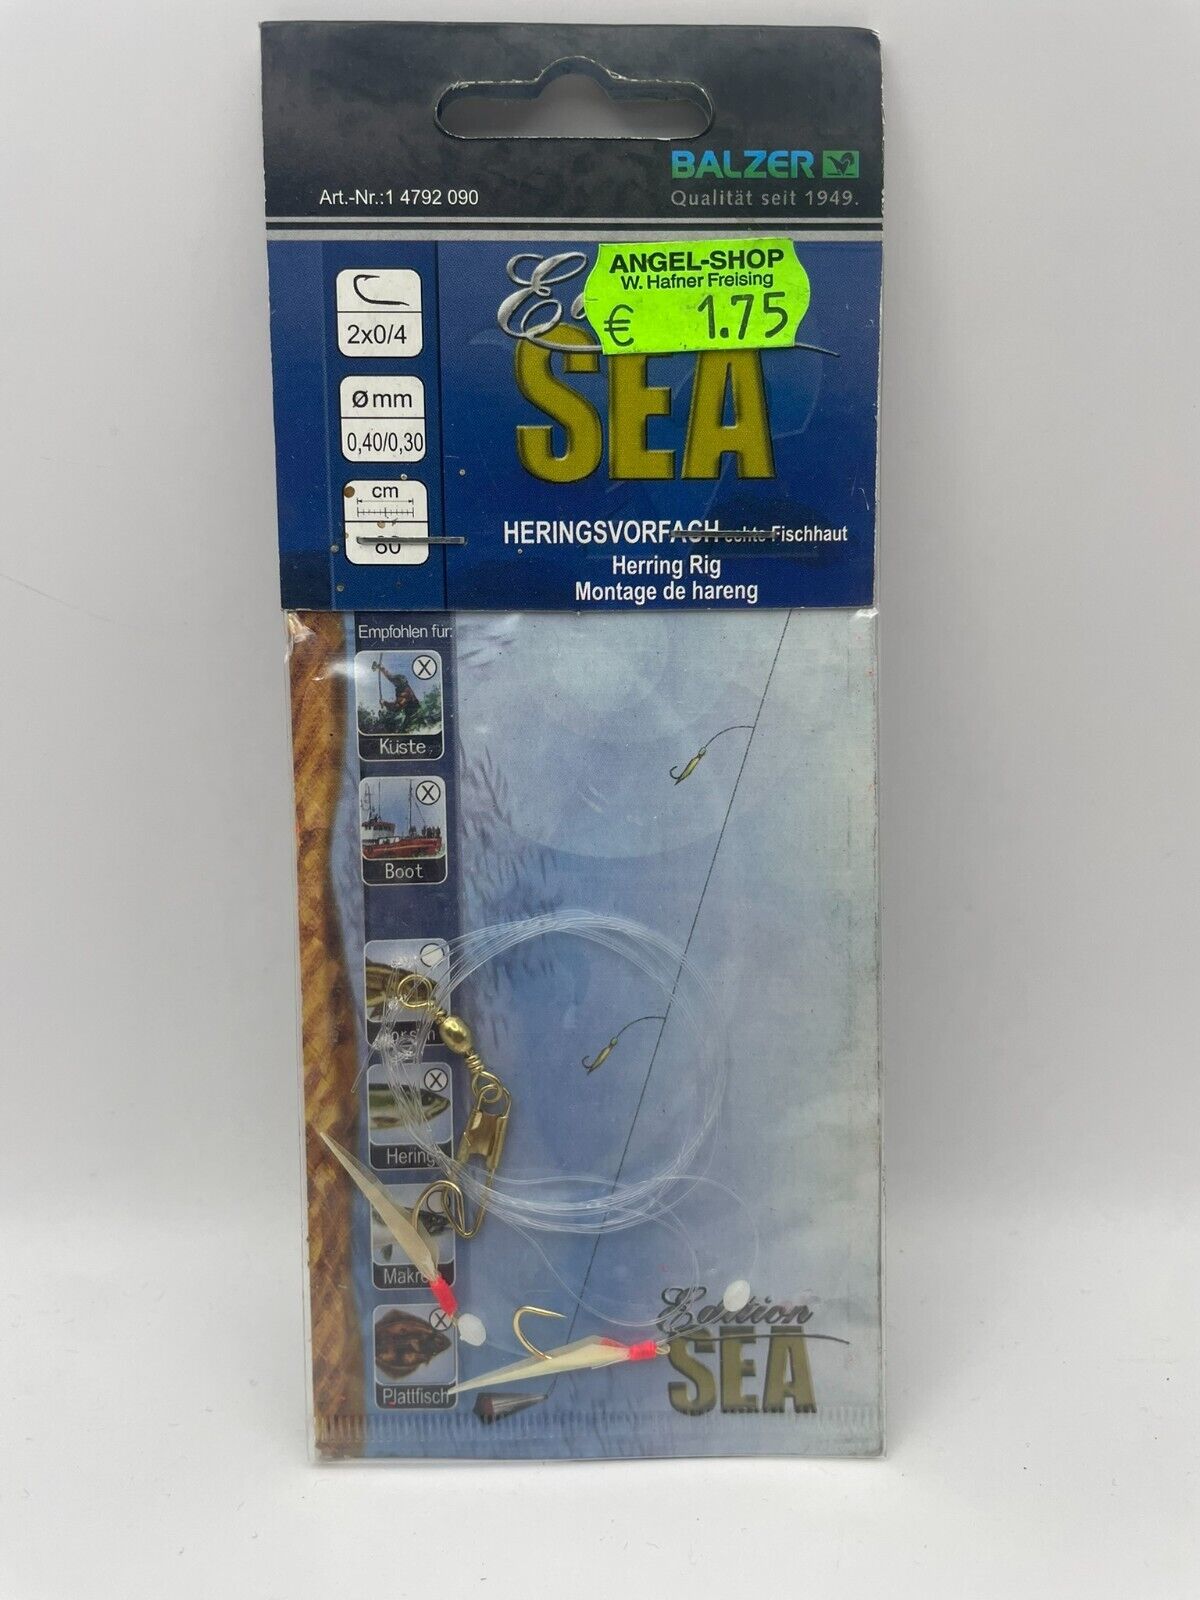 BALZER
Art.-Nr.:1 4792 090
Qualität seit 1949.
ANGEL-SHOP
W. Hafner Freising
€ 1.75
SEA
2x0/4
Ø mm
0,40/0,30
cm
80
HERINGSVORFACH echte Fischhaut
Herring Rig
Montage de hareng
Empfohlen für:
X
Küste
X
Boot
X
Hering
X
Plattfisch
Edition
SEA